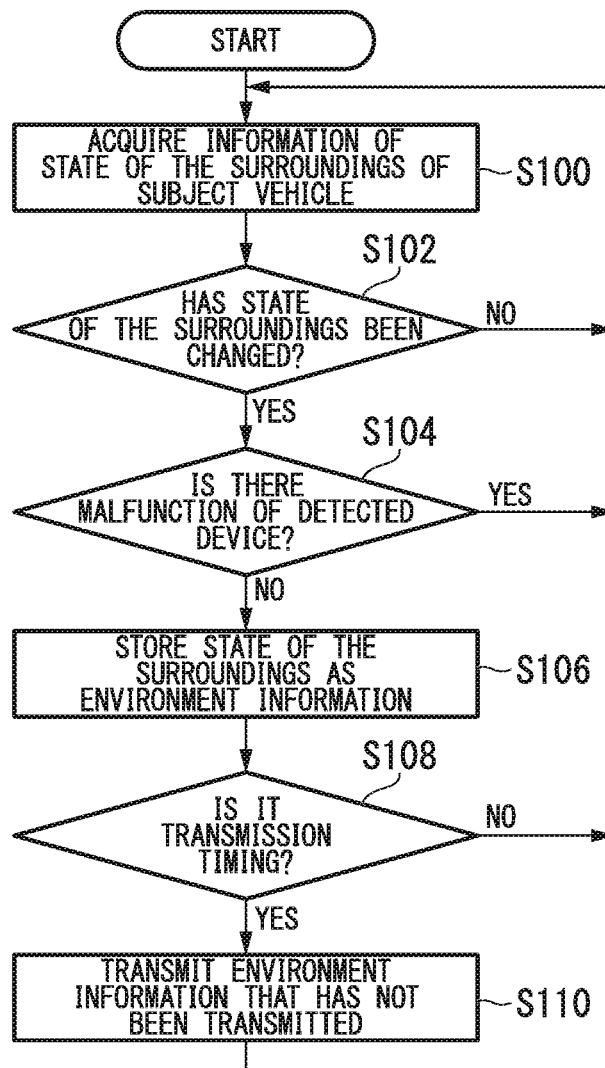 START
ACQUIRE INFORMATION OF
STATE OF THE SURROUNDINGS OF
SUBJECT VEHICLE
S100
S102
HAS STATE
OF THE SURROUNDINGS BEEN
CHANGED?
NO
YES
S104
IS THERE
MALFUNCTION OF DETECTED
DEVICE?
YES
NO
STORE STATE OF THE
SURROUNDINGS AS
ENVIRONMENT INFORMATION
S106
S108
IS IT
TRANSMISSION
TIMING?
NO
YES
TRANSMIT ENVIRONMENT
INFORMATION THAT HAS NOT
BEEN TRANSMITTED
S110